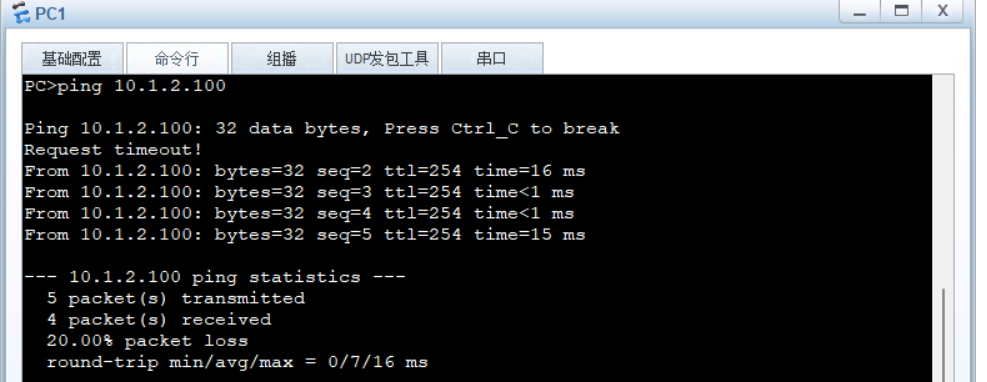 PC1
基础配置 命令行 组播 UDP发包工具 串口
PC>ping 10.1.2.100
Ping 10.1.2.100: 32 data bytes, Press Ctrl_C to break
Request timeout!
From 10.1.2.100: bytes=32 seq=2 ttl=254 time=16 ms
From 10.1.2.100: bytes=32 seq=3 ttl=254 time<1 ms
From 10.1.2.100: bytes=32 seq=4 ttl=254 time<1 ms
From 10.1.2.100: bytes=32 seq=5 ttl=254 time=15 ms
--- 10.1.2.100 ping statistics ---
5 packet(s) transmitted
4 packet(s) received
20.00% packet loss
round-trip min/avg/max = 0/7/16 ms